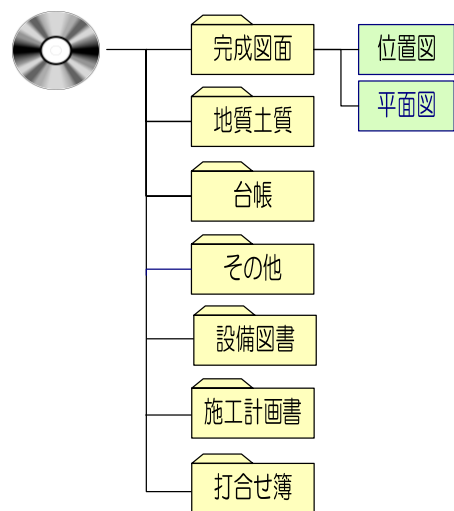 完成図面
位置図
平面図
地質土質
台帳
その他
設備図書
施工計画書
打合せ簿